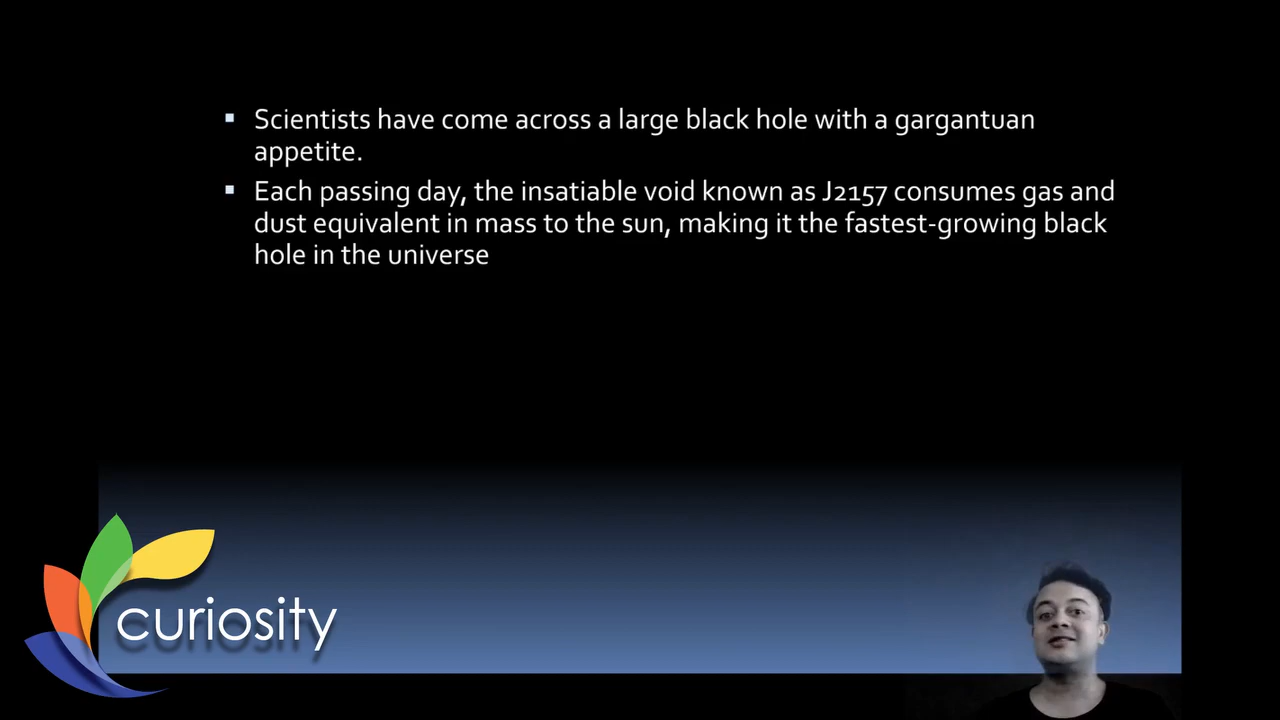 Scientists have come across a large black hole with a gargantuan
appetite.
Each passing day, the insatiable void known as J2157 consumes gas and
dust equivalent in mass to the sun, making it the fastest-growing black
hole in the universe
curiosity